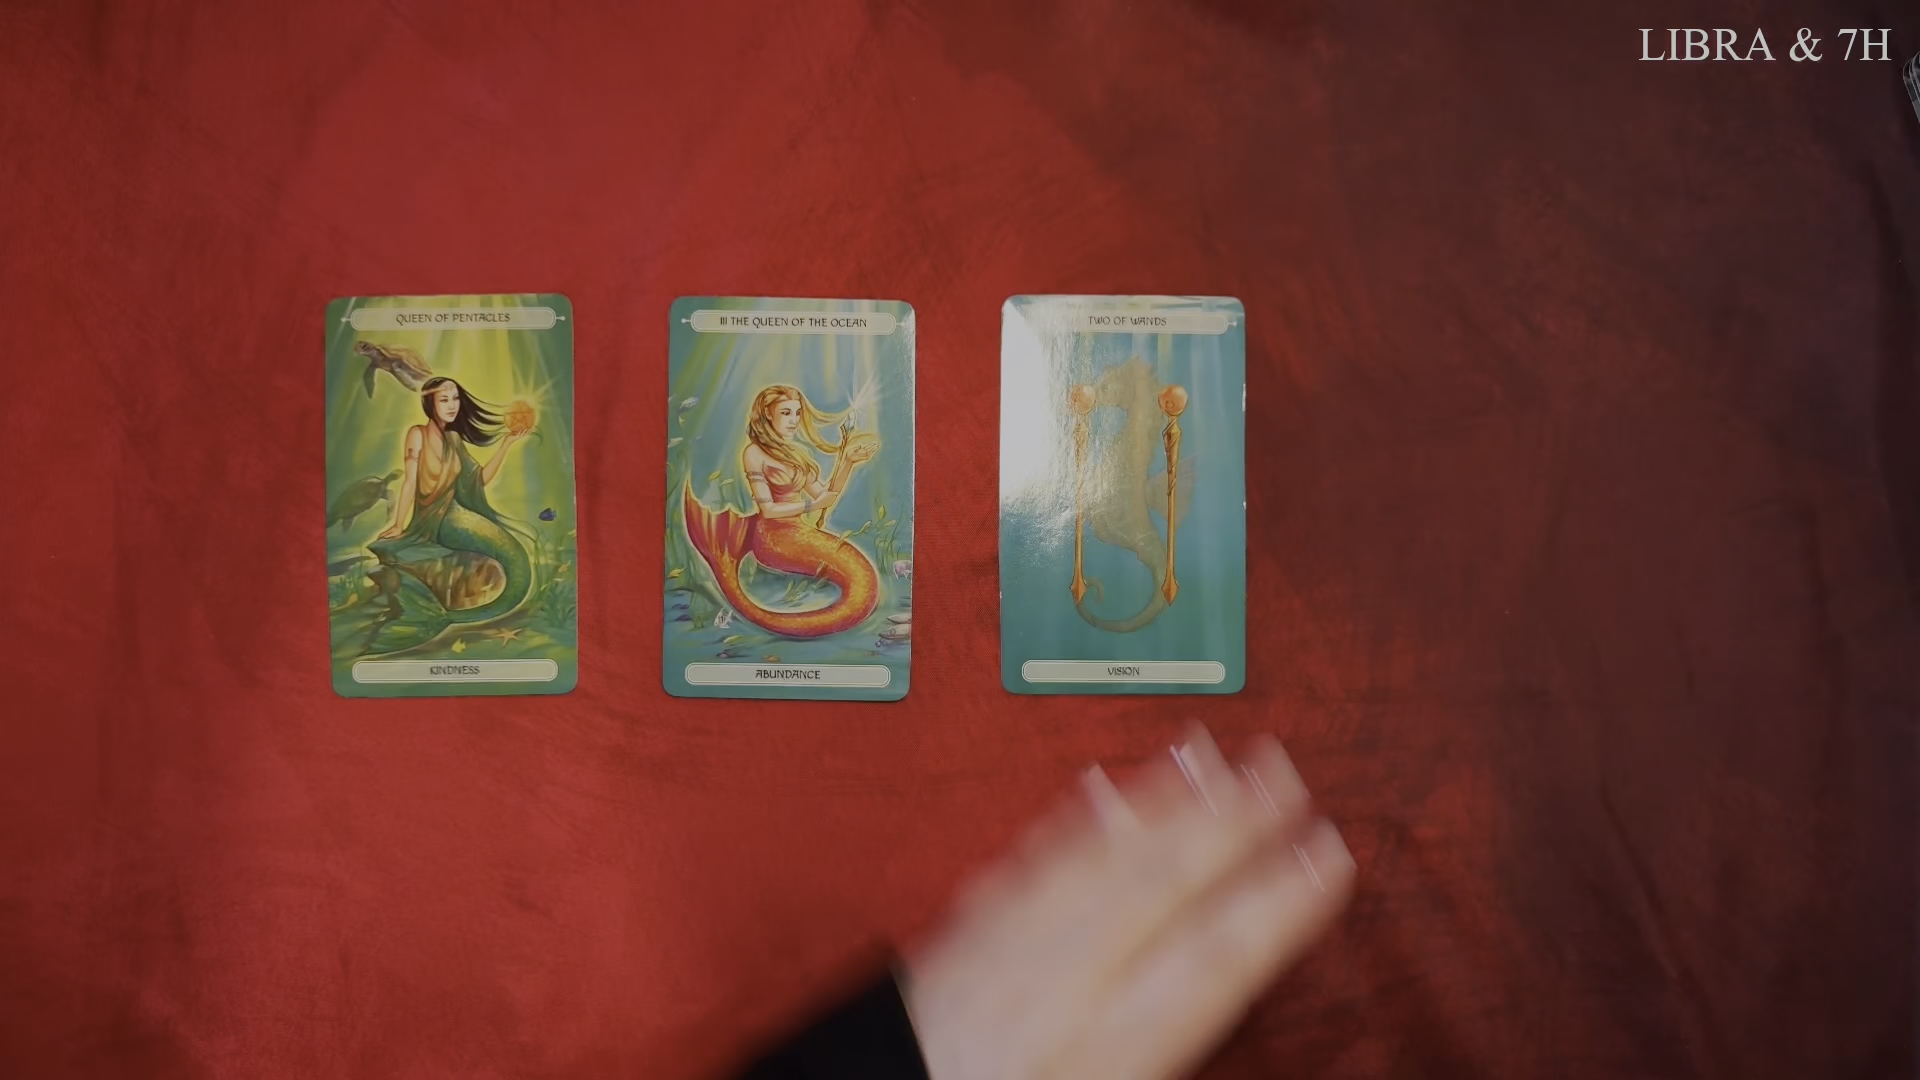 LIBRA & 7H
QUEEN OF PENTACLES
III THE QUEEN OF THE OCEAN
TWO OF WANDS
KINDNESS
ABUNDANCE
VISION